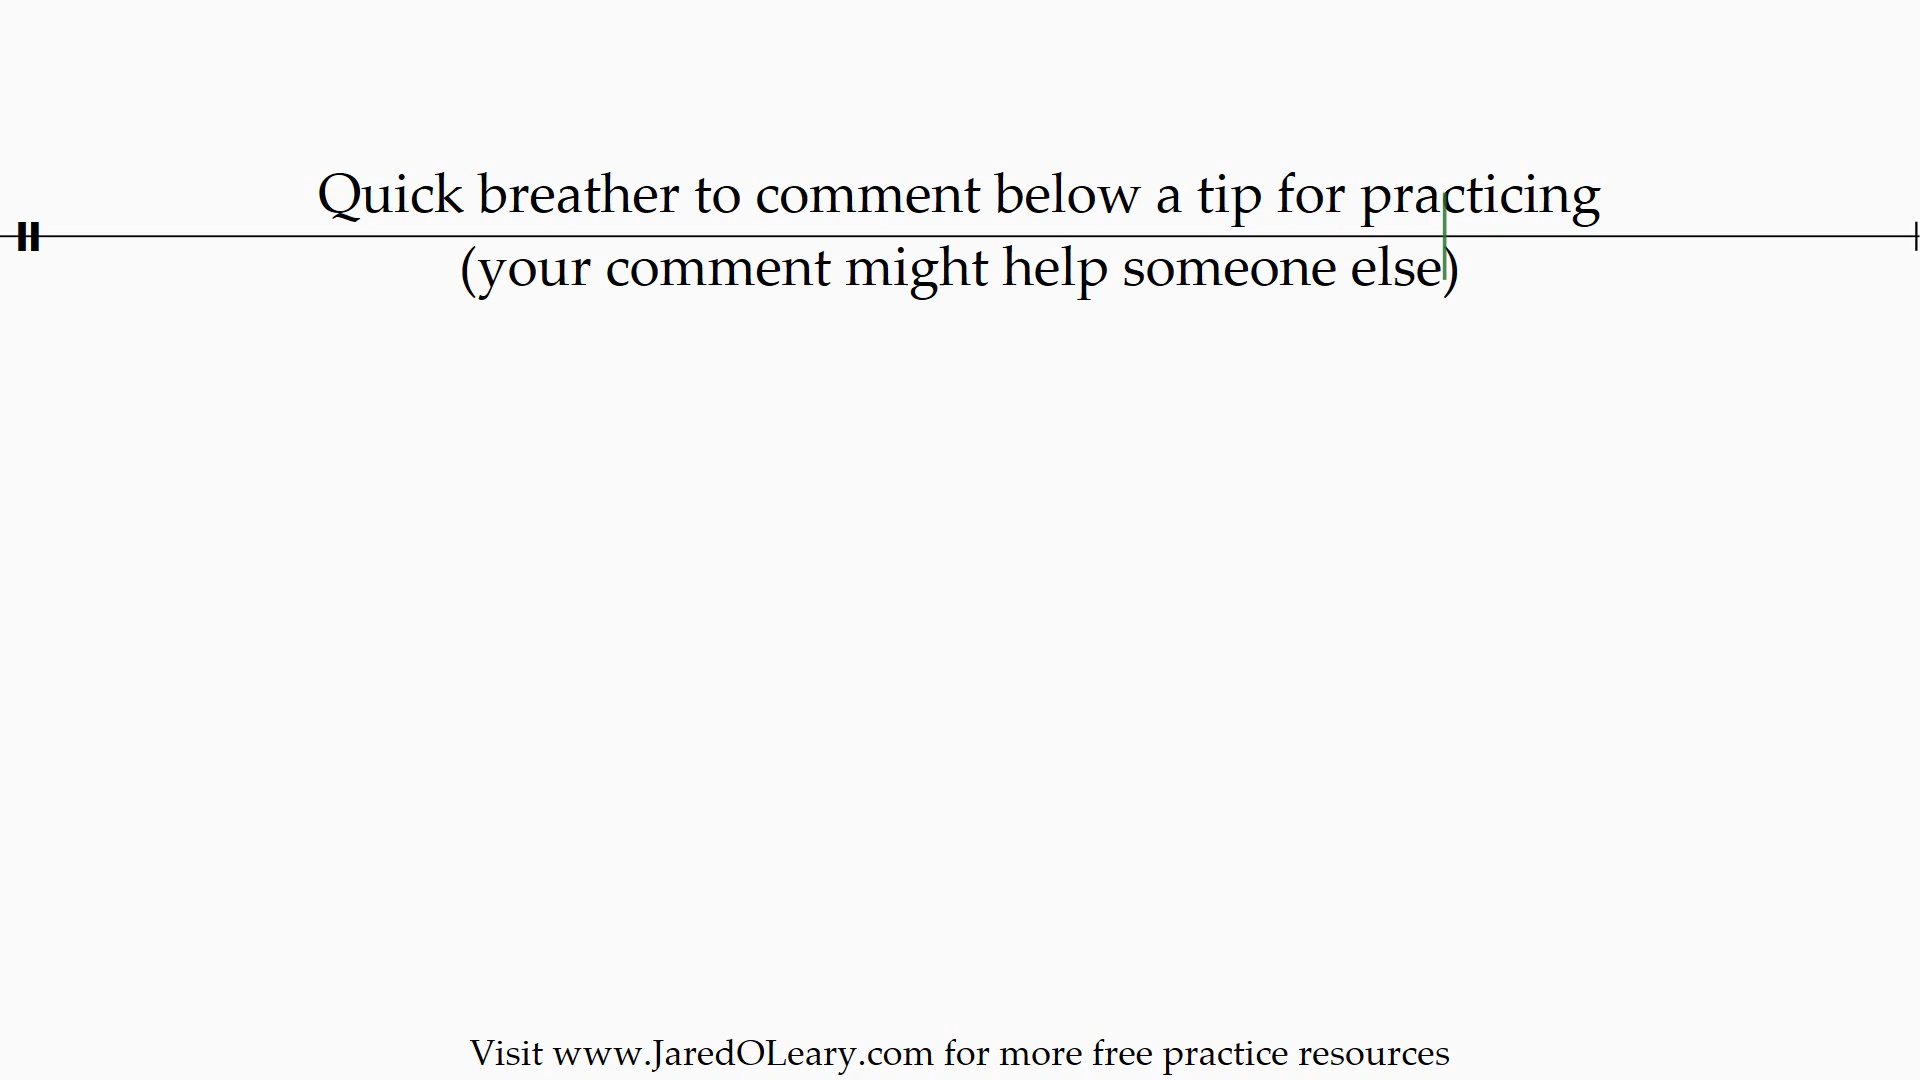 Quick breather to comment below a tip for practicing
(your comment might help someone else)
Visit www.JaredOLeary.com for more free practice resources